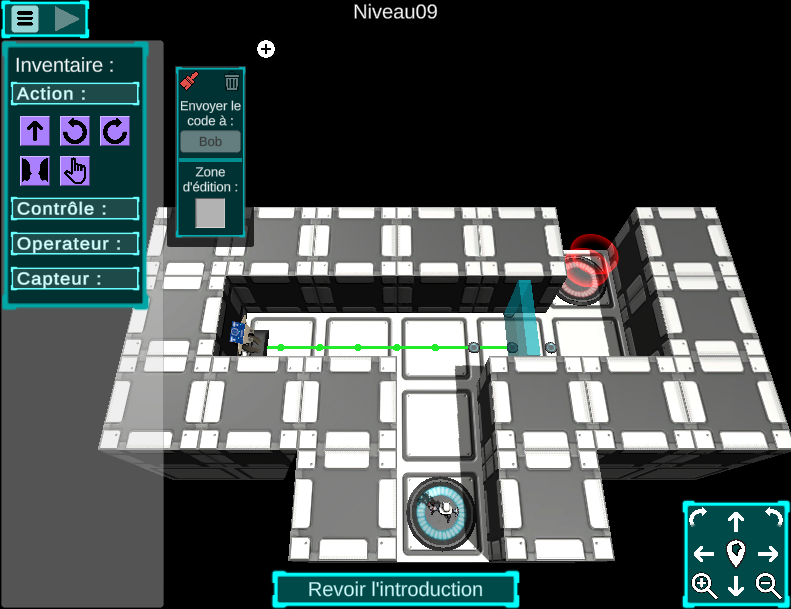 Niveau09
Inventaire :
Action :
Contrôle :
Operateur :
Capteur :
Envoyer le
code à :
Bob
Zone
d'édition :
Revoir l'introduction